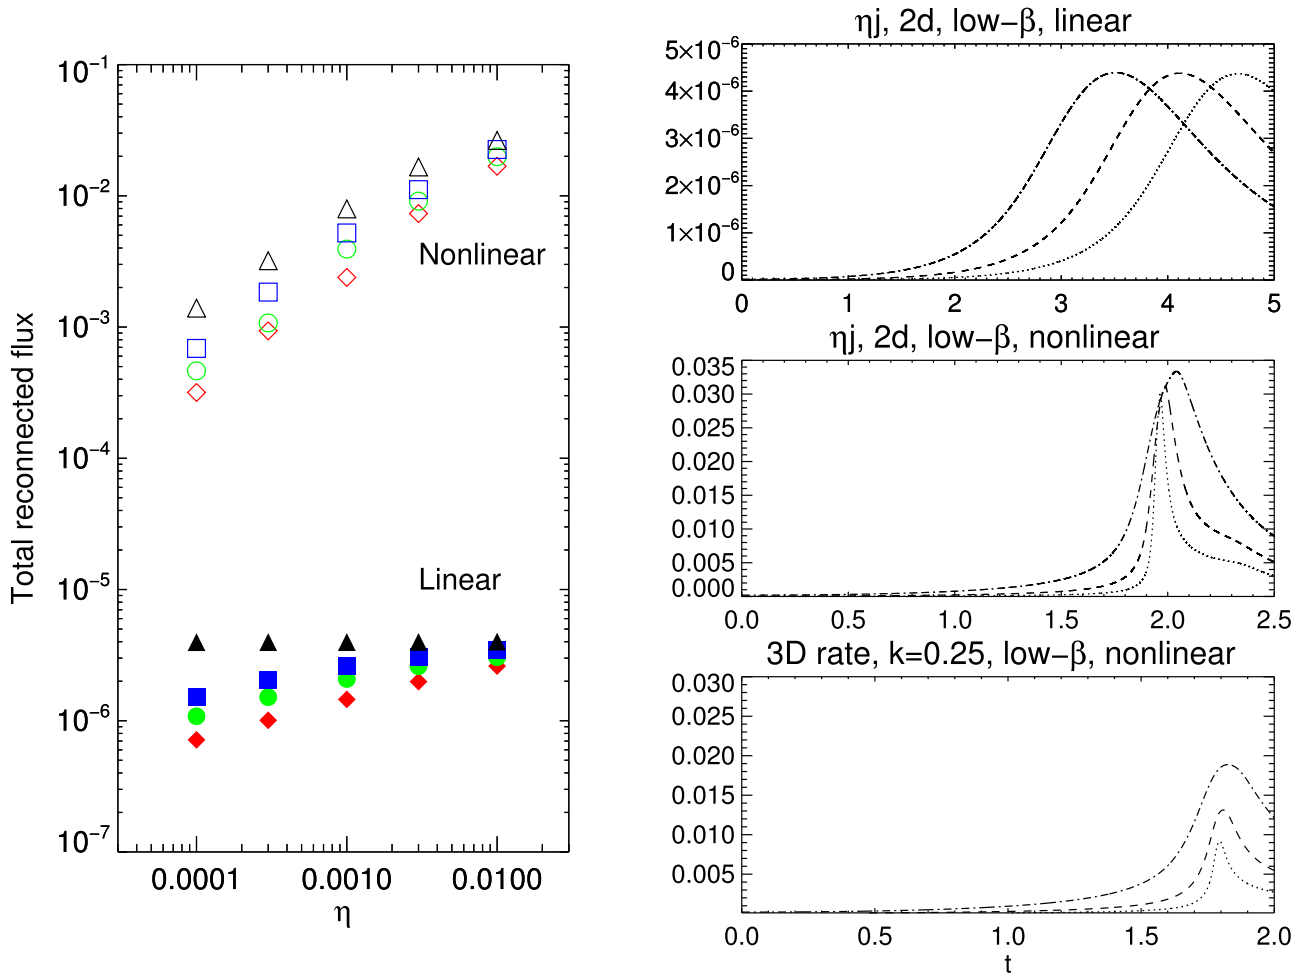 10−1
10−2
10−3
10−4
10−5
10−6
10−7
Total reconnected flux
Nonlinear
Linear
0.0001 0.0010 0.0100
η
ηj, 2d, low−β, linear
5×10−6
4×10−6
3×10−6
2×10−6
1×10−6
0
0 1 2 3 4 5
ηj, 2d, low−β, nonlinear
0.035
0.030
0.025
0.020
0.015
0.010
0.005
0.000
0.0 0.5 1.0 1.5 2.0 2.5
3D rate, k=0.25, low−β, nonlinear
0.030
0.025
0.020
0.015
0.010
0.005
0.0 0.5 1.0 1.5 2.0
t